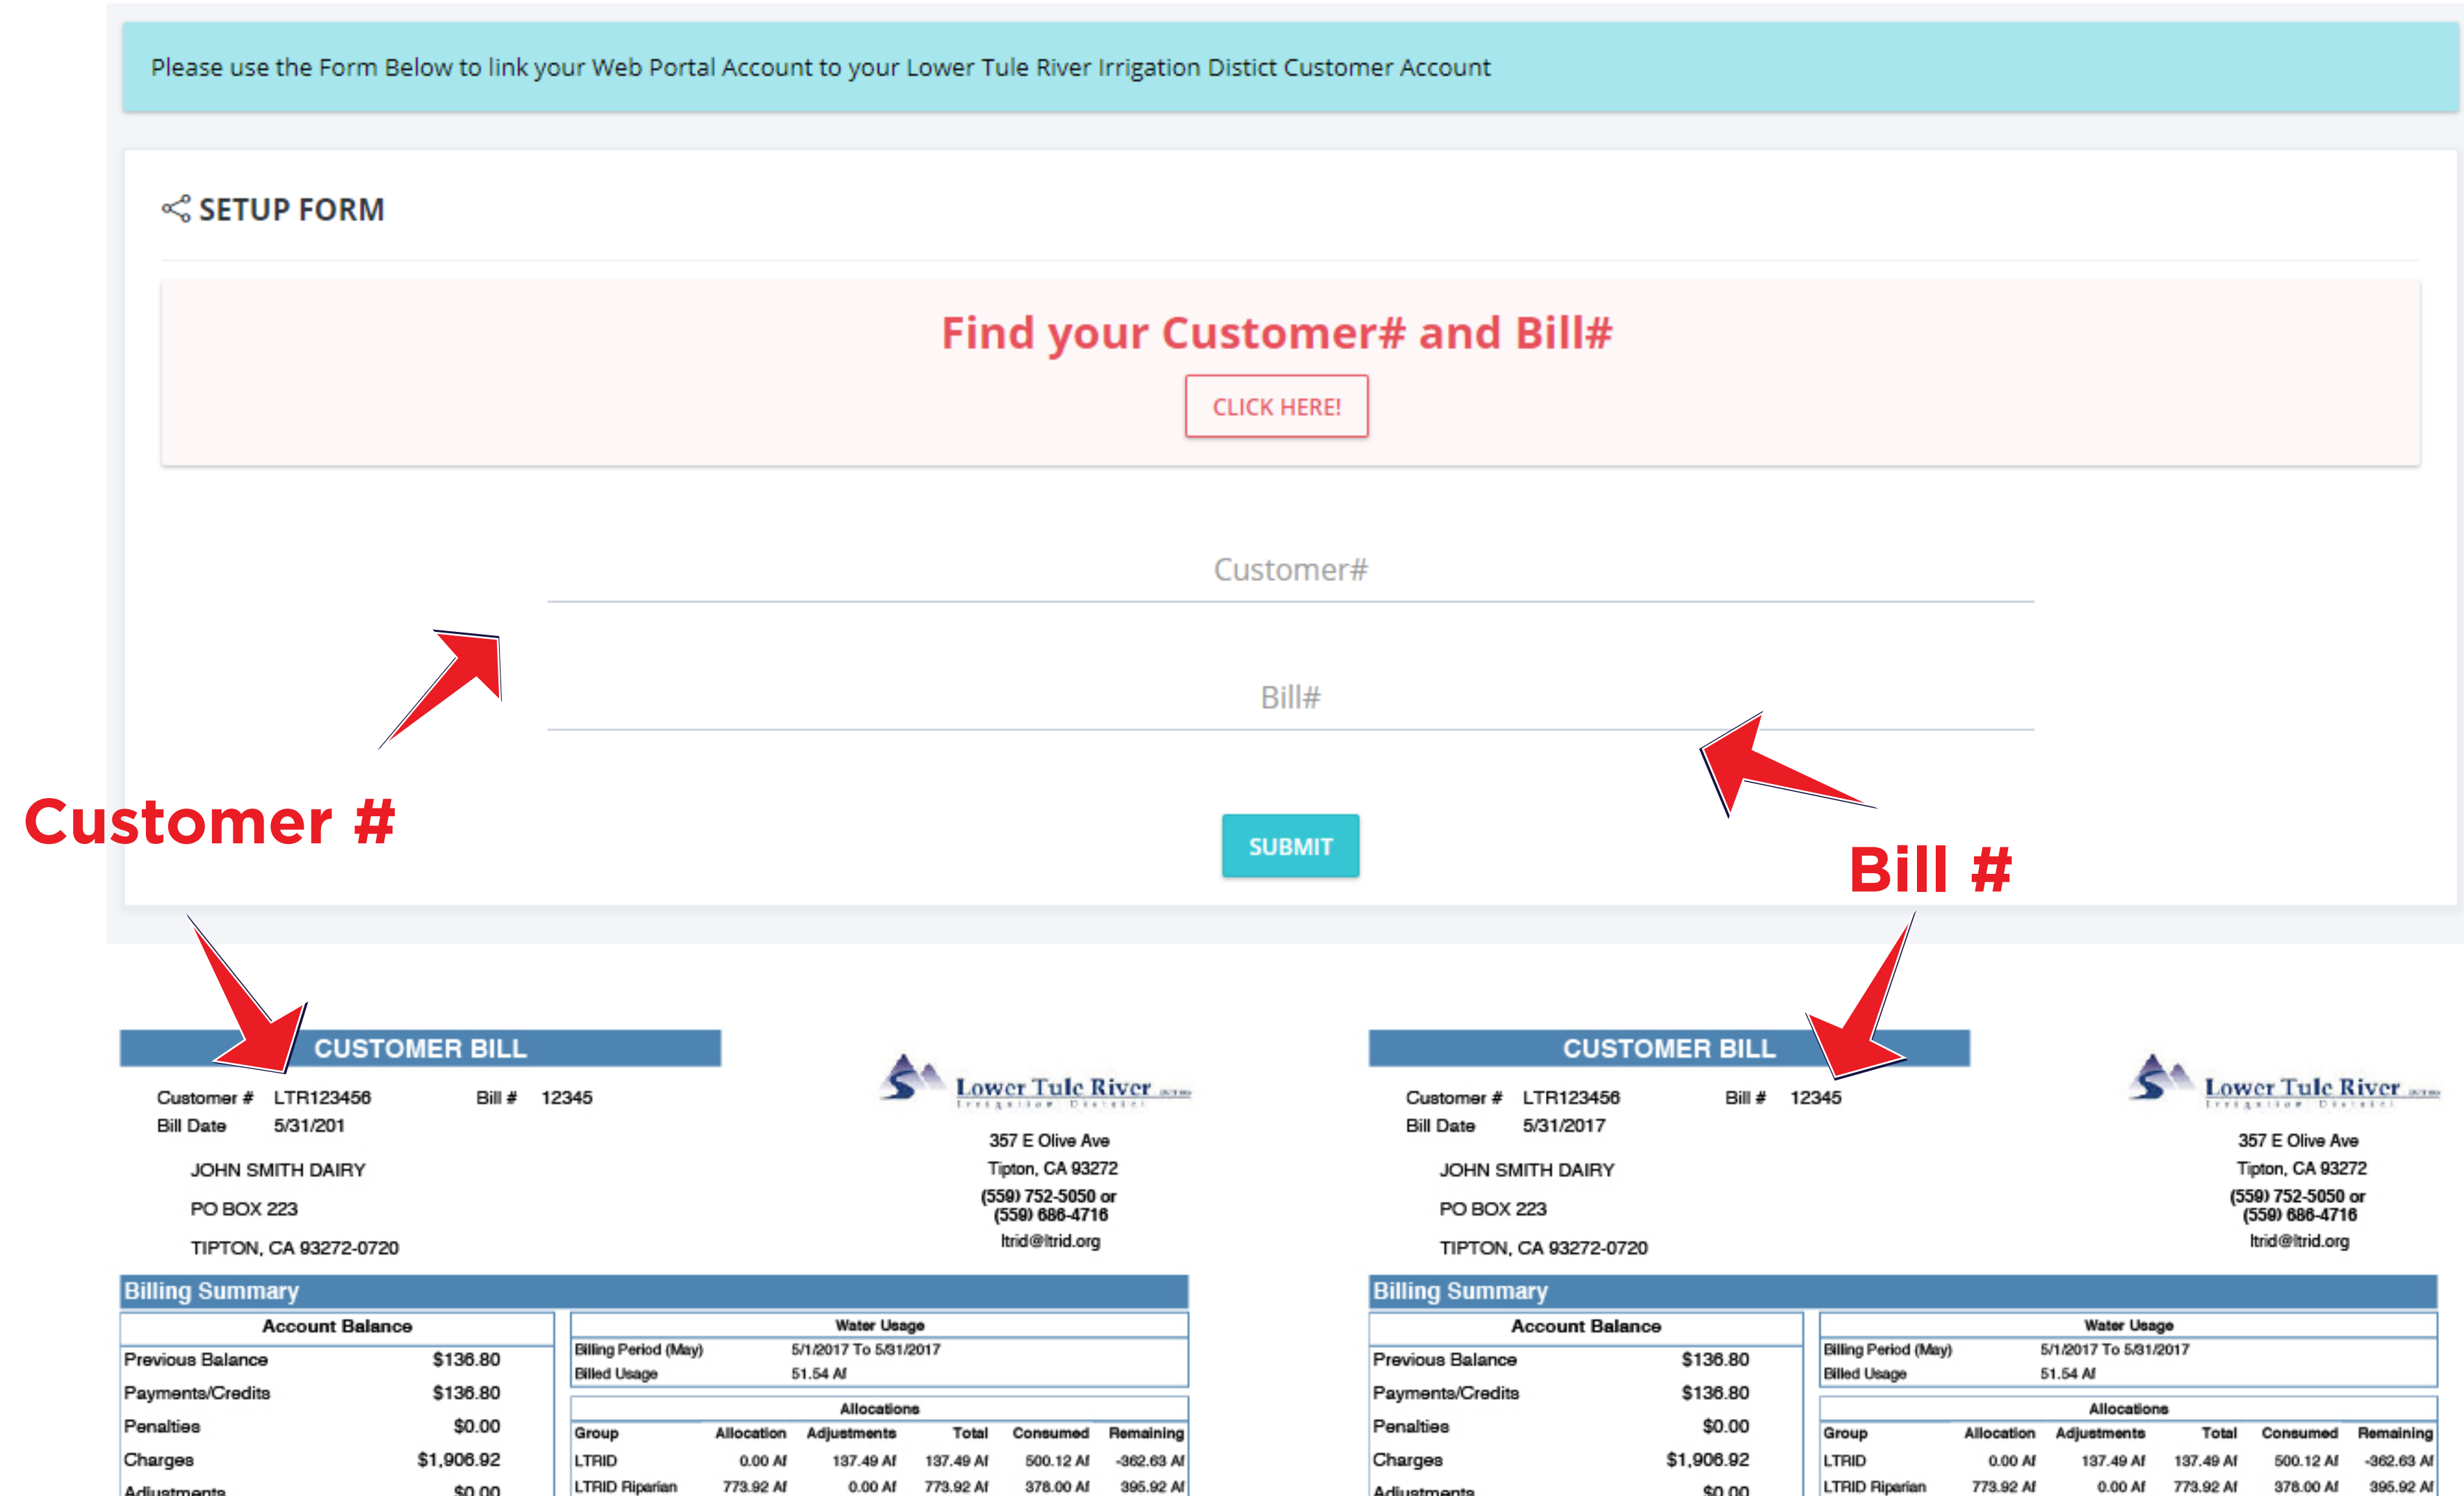 Please use the Form Below to link your Web Portal Account to your Lower Tule River Irrigation Distict Customer Account
SETUP FORM
Find your Customer# and Bill#
CLICK HERE!
Customer#
Bill#
Customer #
SUBMIT
Bill #
CUSTOMER BILL
Customer # LTR123456 Bill # 12345
Bill Date 5/31/201
JOHN SMITH DAIRY
PO BOX 223
TIPTON, CA 93272-0720
Lower Tule River
Irrigation District
357 E Olive Ave
Tipton, CA 93272
(559) 752-5050 or
(559) 686-4716
ltrid@ltrid.org
Billing Summary
Account Balance
Previous Balance $136.80
Payments/Credits $136.80
Penalties $0.00
Charges $1,906.92
Adjustments $0.00
Water Usage
Billing Period (May) 5/1/2017 To 5/31/2017
Billed Usage 51.54 Af
Allocations
Group Allocation Adjustments Total Consumed Remaining
LTRID 0.00 Af 137.49 Af 137.49 Af 500.12 Af -362.63 Af
LTRID Riparian 773.92 Af 0.00 Af 773.92 Af 378.00 Af 395.92 Af
CUSTOMER BILL
Customer # LTR123456 Bill # 12345
Bill Date 5/31/2017
JOHN SMITH DAIRY
PO BOX 223
TIPTON, CA 93272-0720
Lower Tule River
Irrigation District
357 E Olive Ave
Tipton, CA 93272
(559) 752-5050 or
(559) 686-4716
ltrid@ltrid.org
Billing Summary
Account Balance
Previous Balance $136.80
Payments/Credits $136.80
Penalties $0.00
Charges $1,906.92
Adjustments $0.00
Water Usage
Billing Period (May) 5/1/2017 To 5/31/2017
Billed Usage 51.54 Af
Allocations
Group Allocation Adjustments Total Consumed Remaining
LTRID 0.00 Af 137.49 Af 137.49 Af 500.12 Af -362.63 Af
LTRID Riparian 773.92 Af 0.00 Af 773.92 Af 378.00 Af 395.92 Af